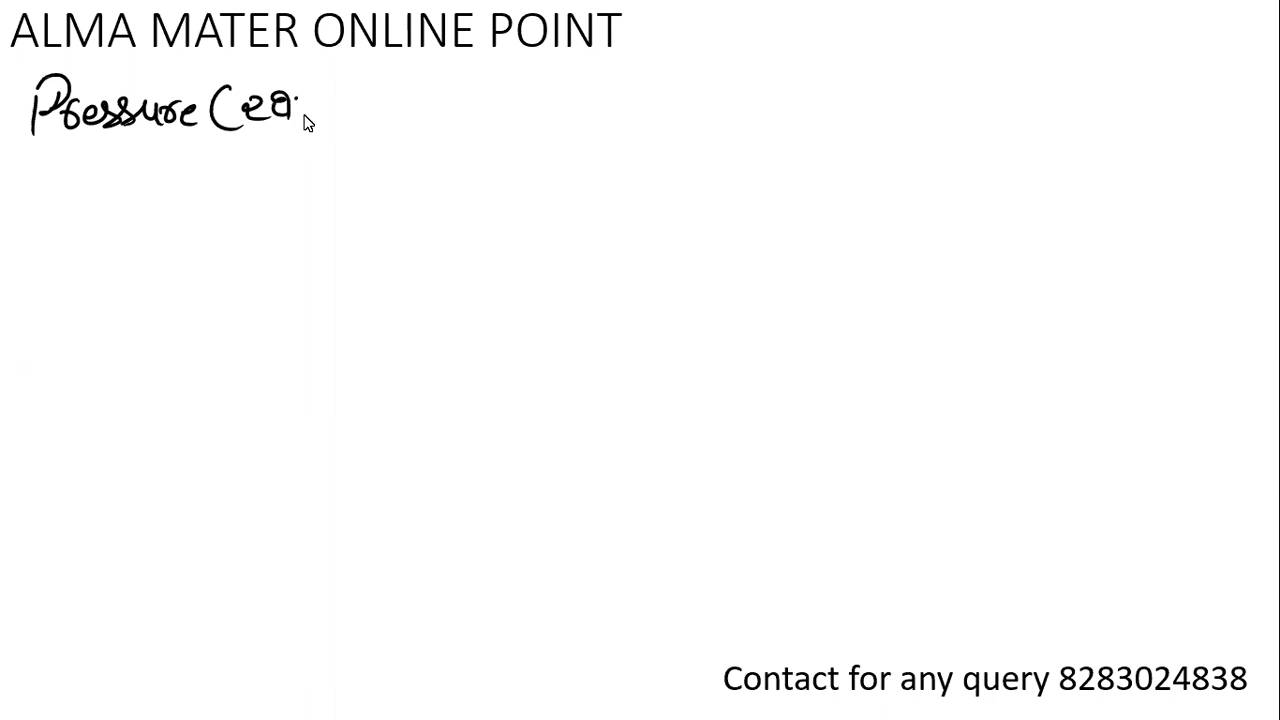 ALMA MATER ONLINE POINT
Pressure (
Contact for any query 8283024838